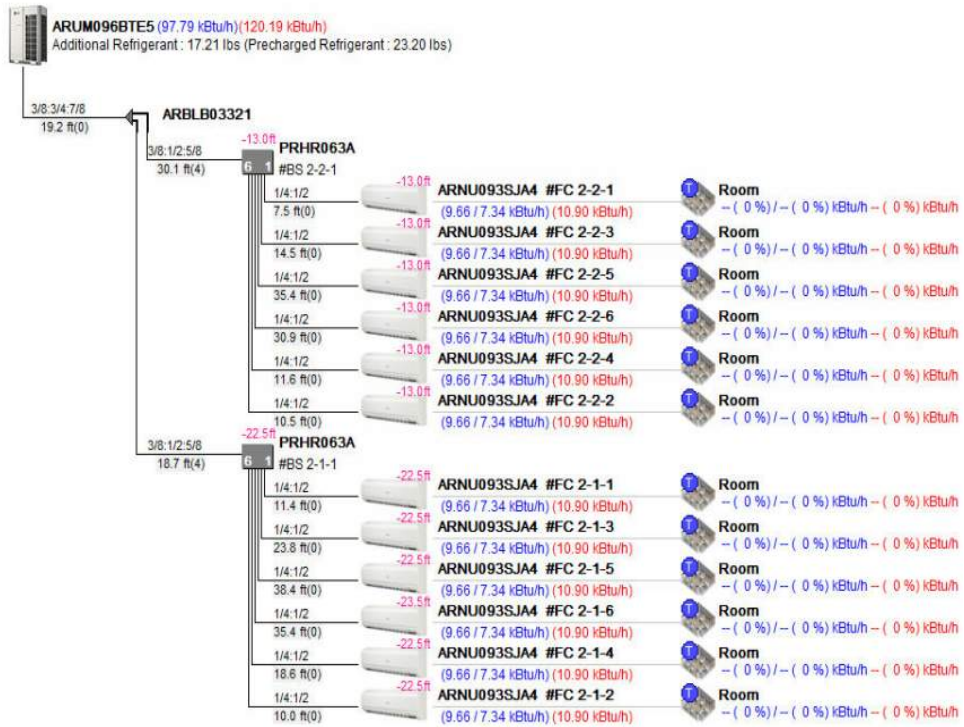 ARUM096BTE5 (97.79 kBtu/h)(120.19 kBtu/h)
Additional Refrigerant : 17.21 lbs (Precharged Refrigerant : 23.20 lbs)
3/8:3/4:7/8
19.2 ft(0)
ARBLB03321
3/8:1/2:5/8
30.1 ft(4)
-13.0ft
PRHR063A
6 1
#BS 2-2-1
1/4:1/2
7.5 ft(0)
-13.0ft
ARNU093SJA4 #FC 2-2-1
(9.66 / 7.34 kBtu/h) (10.90 kBtu/h)
T
Room
-- ( 0 %) / -- ( 0 %) kBtu/h -- ( 0 %) kBtu/h
1/4:1/2
14.5 ft(0)
-13.0ft
ARNU093SJA4 #FC 2-2-3
(9.66 / 7.34 kBtu/h) (10.90 kBtu/h)
T
Room
-- ( 0 %) / -- ( 0 %) kBtu/h -- ( 0 %) kBtu/h
1/4:1/2
35.4 ft(0)
-13.0ft
ARNU093SJA4 #FC 2-2-5
(9.66 / 7.34 kBtu/h) (10.90 kBtu/h)
T
Room
-- ( 0 %) / -- ( 0 %) kBtu/h -- ( 0 %) kBtu/h
1/4:1/2
30.9 ft(0)
-13.0ft
ARNU093SJA4 #FC 2-2-6
(9.66 / 7.34 kBtu/h) (10.90 kBtu/h)
T
Room
-- ( 0 %) / -- ( 0 %) kBtu/h -- ( 0 %) kBtu/h
1/4:1/2
11.6 ft(0)
-13.0ft
ARNU093SJA4 #FC 2-2-4
(9.66 / 7.34 kBtu/h) (10.90 kBtu/h)
T
Room
-- ( 0 %) / -- ( 0 %) kBtu/h -- ( 0 %) kBtu/h
1/4:1/2
10.5 ft(0)
-13.0ft
ARNU093SJA4 #FC 2-2-2
(9.66 / 7.34 kBtu/h) (10.90 kBtu/h)
T
Room
-- ( 0 %) / -- ( 0 %) kBtu/h -- ( 0 %) kBtu/h
3/8:1/2:5/8
18.7 ft(4)
-22.5ft
PRHR063A
6 1
#BS 2-1-1
1/4:1/2
11.4 ft(0)
-22.5ft
ARNU093SJA4 #FC 2-1-1
(9.66 / 7.34 kBtu/h) (10.90 kBtu/h)
T
Room
-- ( 0 %) / -- ( 0 %) kBtu/h -- ( 0 %) kBtu/h
1/4:1/2
23.8 ft(0)
-22.5ft
ARNU093SJA4 #FC 2-1-3
(9.66 / 7.34 kBtu/h) (10.90 kBtu/h)
T
Room
-- ( 0 %) / -- ( 0 %) kBtu/h -- ( 0 %) kBtu/h
1/4:1/2
38.4 ft(0)
-22.5ft
ARNU093SJA4 #FC 2-1-5
(9.66 / 7.34 kBtu/h) (10.90 kBtu/h)
T
Room
-- ( 0 %) / -- ( 0 %) kBtu/h -- ( 0 %) kBtu/h
1/4:1/2
35.4 ft(0)
-23.5ft
ARNU093SJA4 #FC 2-1-6
(9.66 / 7.34 kBtu/h) (10.90 kBtu/h)
T
Room
-- ( 0 %) / -- ( 0 %) kBtu/h -- ( 0 %) kBtu/h
1/4:1/2
18.6 ft(0)
-22.5ft
ARNU093SJA4 #FC 2-1-4
(9.66 / 7.34 kBtu/h) (10.90 kBtu/h)
T
Room
-- ( 0 %) / -- ( 0 %) kBtu/h -- ( 0 %) kBtu/h
1/4:1/2
10.0 ft(0)
-22.5ft
ARNU093SJA4 #FC 2-1-2
(9.66 / 7.34 kBtu/h) (10.90 kBtu/h)
T
Room
-- ( 0 %) / -- ( 0 %) kBtu/h -- ( 0 %) kBtu/h